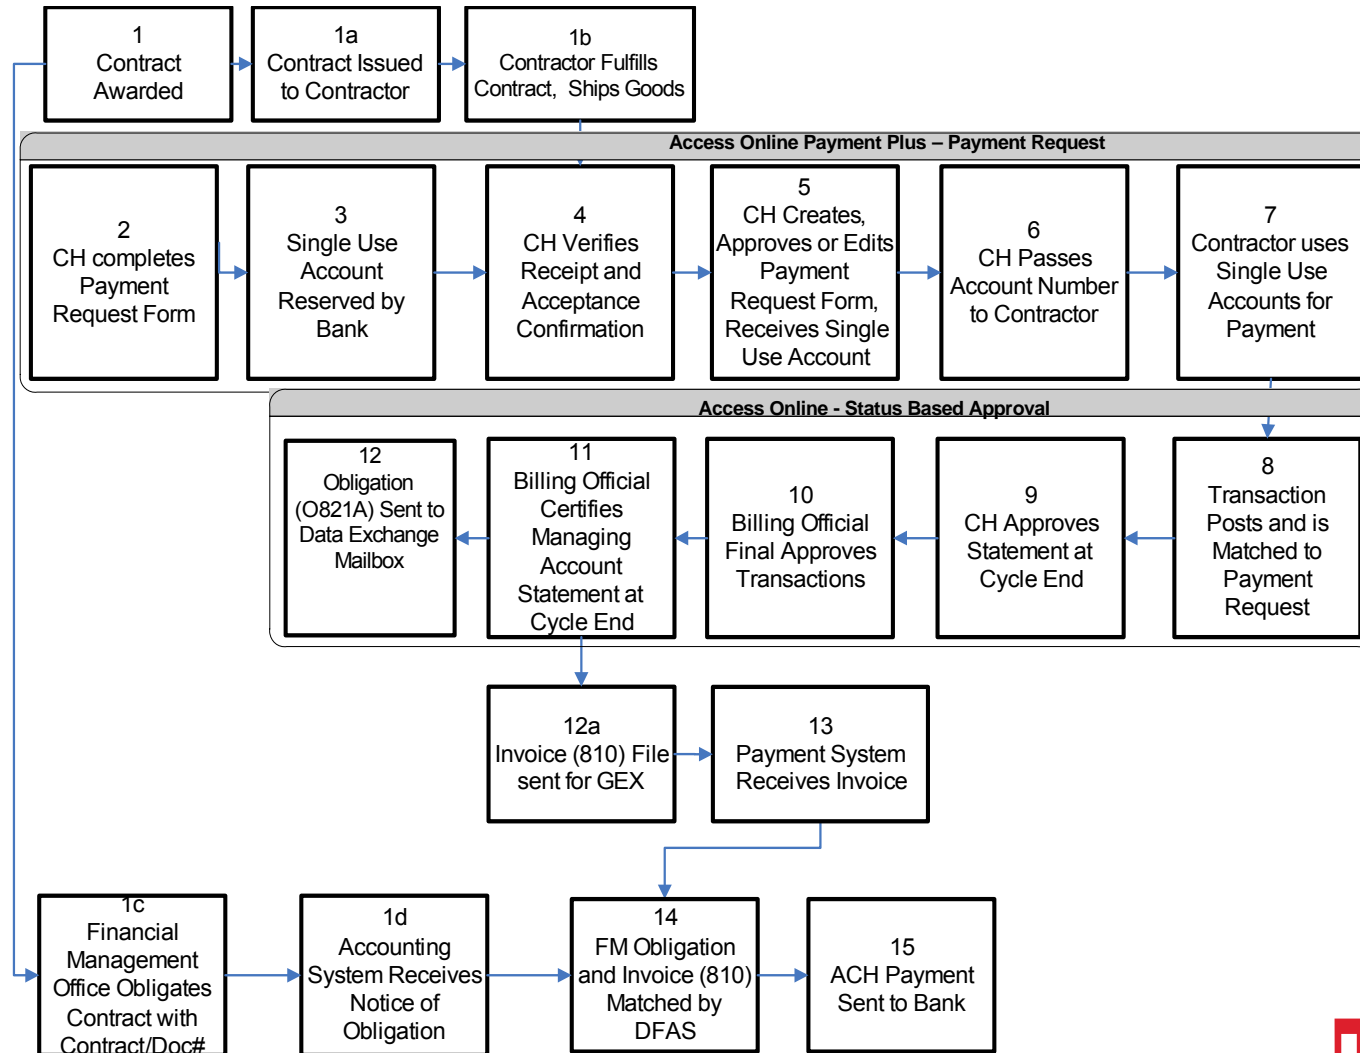 1
Contract
Awarded
1a
Contract Issued
to Contractor
1b
Contractor Fulfills
Contract, Ships Goods
Access Online Payment Plus – Payment Request
2
CH completes
Payment
Request Form
3
Single Use
Account
Reserved by
Bank
4
CH Verifies
Receipt and
Acceptance
Confirmation
5
CH Creates,
Approves or Edits
Payment
Request Form,
Receives Single
Use Account
6
CH Passes
Account Number
to Contractor
7
Contractor uses
Single Use
Accounts for
Payment
Access Online - Status Based Approval
12
Obligation
(O821A) Sent to
Data Exchange
Mailbox
11
Billing Official
Certifies
Managing
Account
Statement at
Cycle End
10
Billing Official
Final Approves
Transactions
9
CH Approves
Statement at
Cycle End
8
Transaction
Posts and is
Matched to
Payment
Request
12a
Invoice (810) File
sent for GEX
13
Payment System
Receives Invoice
1c
Financial
Management
Office Obligates
Contract with
Contract/Doc#
1d
Accounting
System Receives
Notice of
Obligation
14
FM Obligation
and Invoice (810)
Matched by
DFAS
15
ACH Payment
Sent to Bank